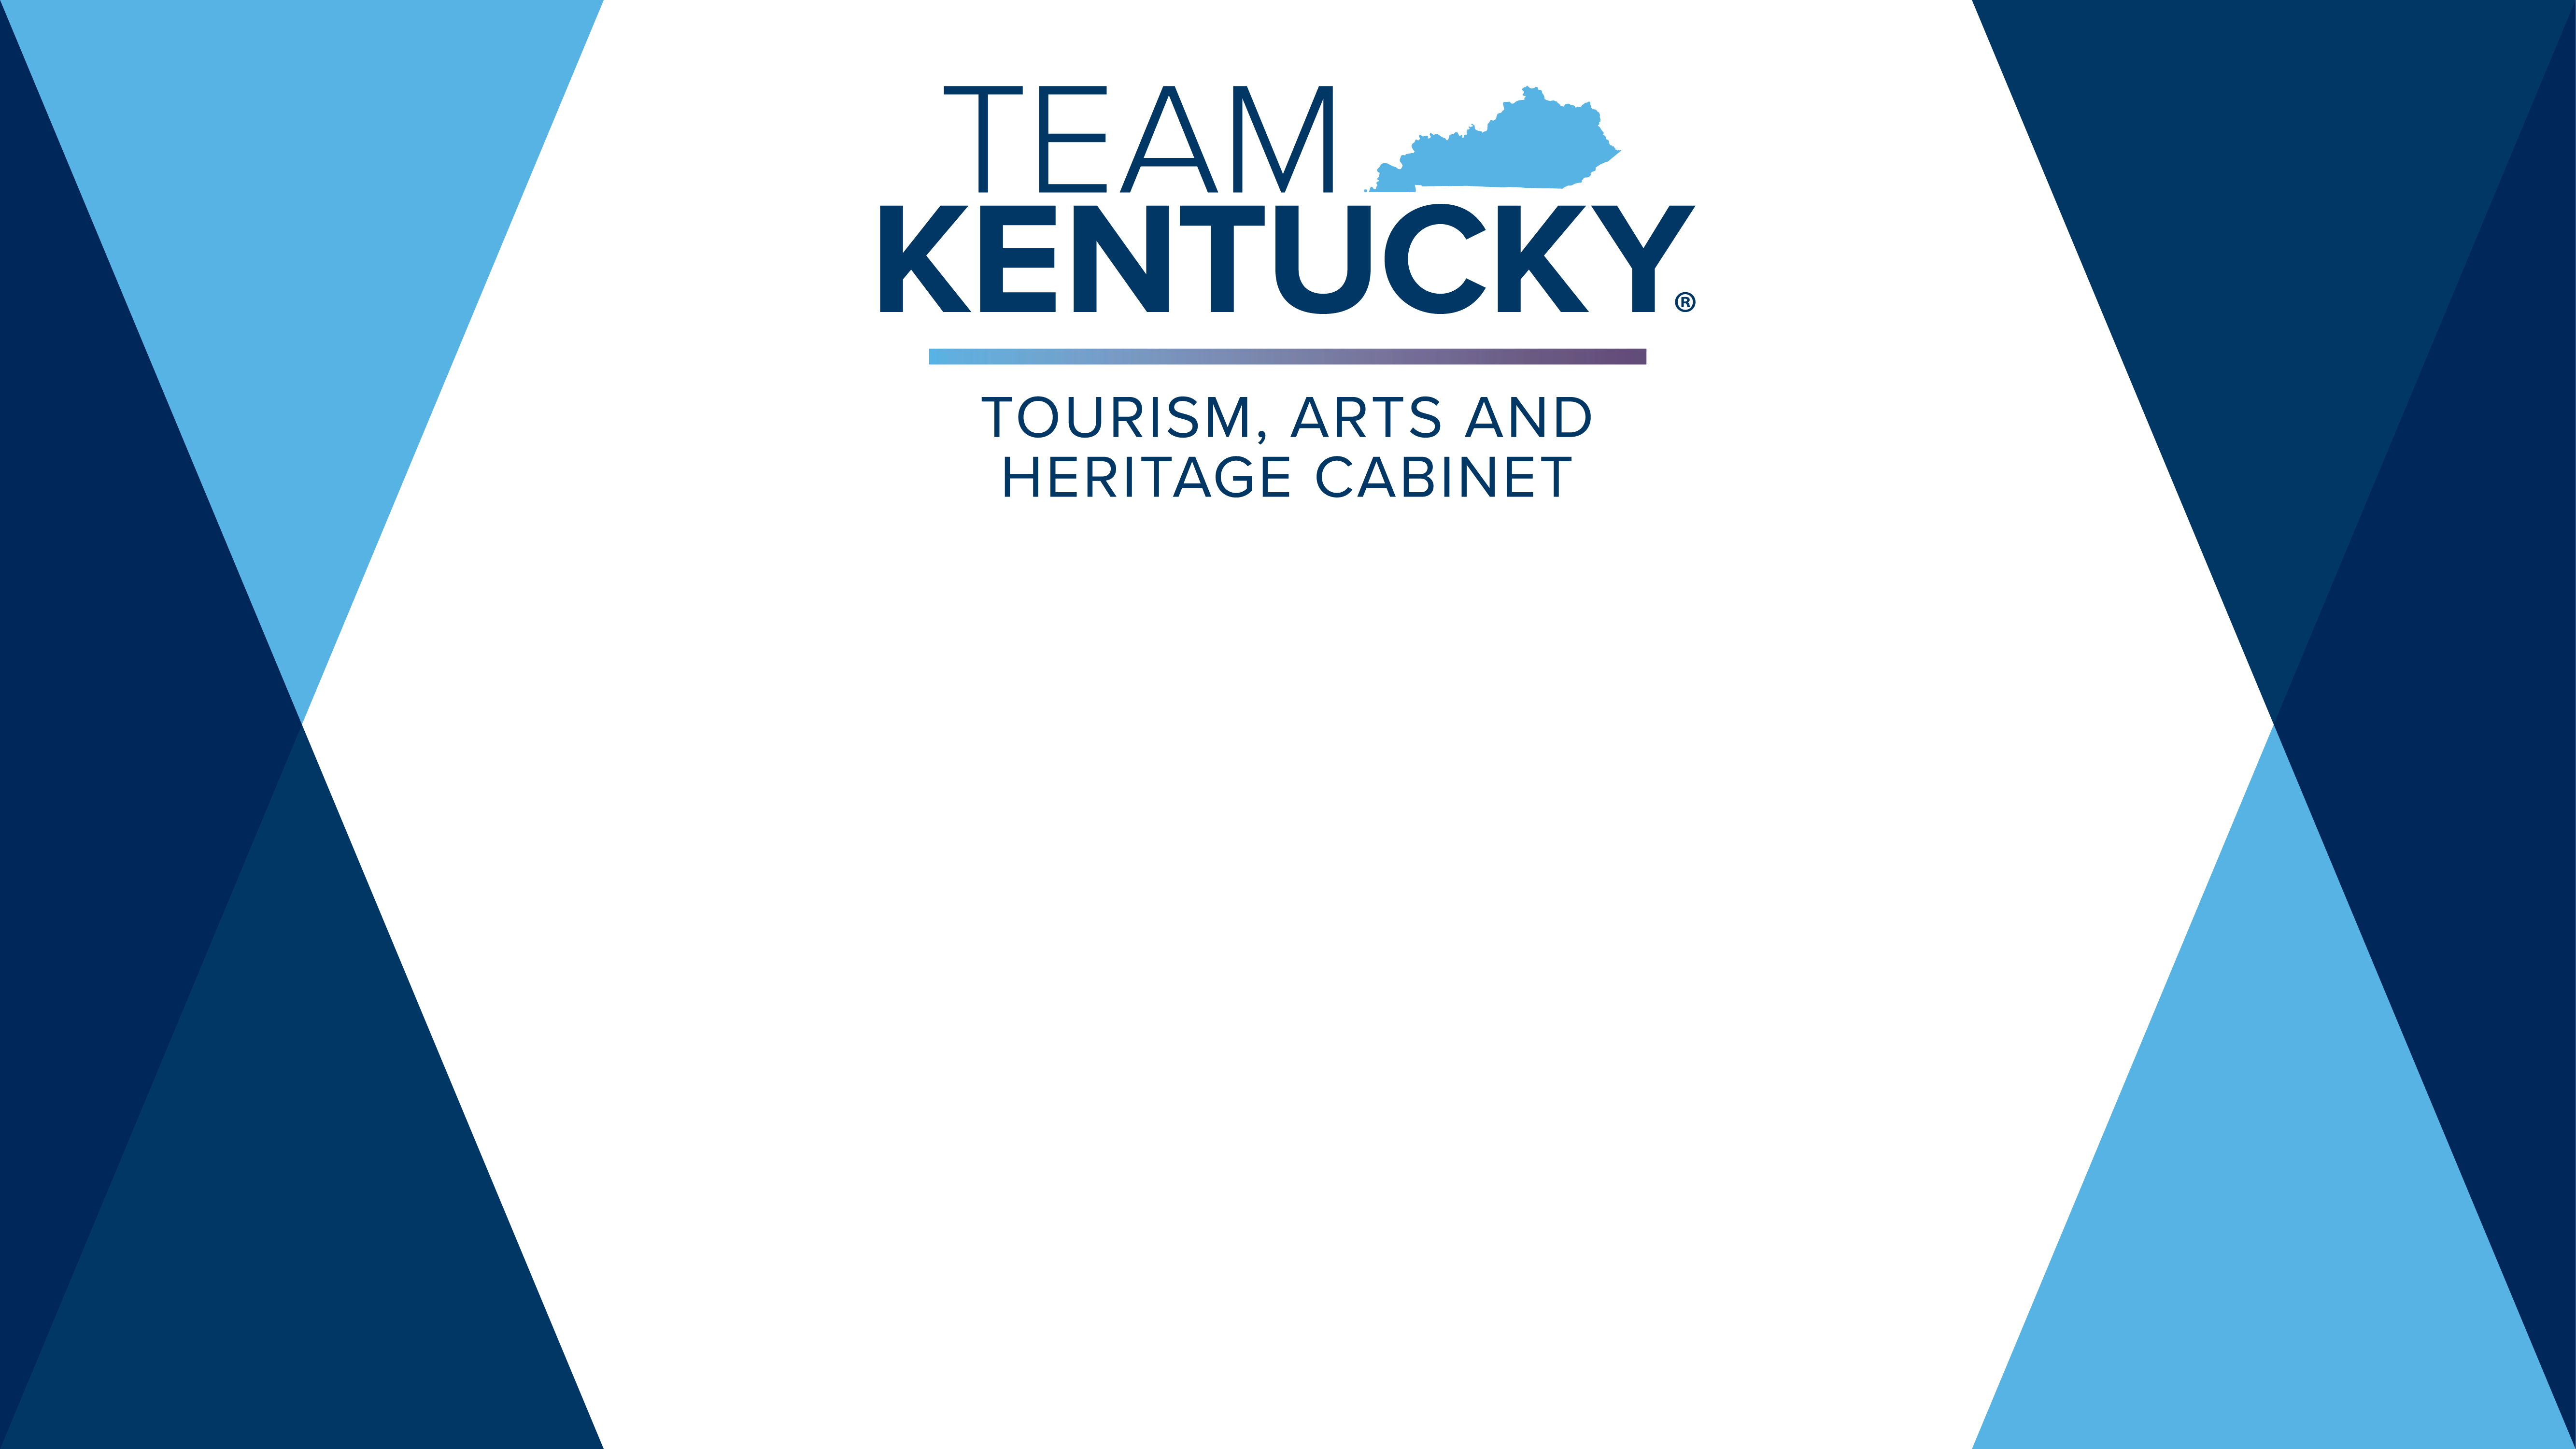 TEAM
KENTUCKY®
TOURISM, ARTS AND
HERITAGE CABINET